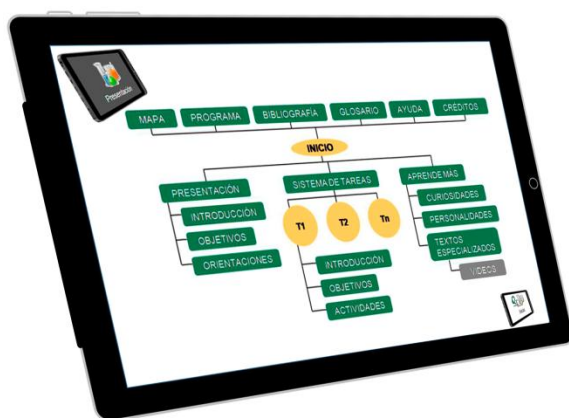 Presentación
MAPA
PROGRAMA
BIBLIOGRAFÍA
GLOSARIO
AYUDA
CRÉDITOS
INICIO
PRESENTACIÓN
SISTEMA DE TAREAS
APRENDE MAS
INTRODUCCIÓN
OBJETIVOS
ORIENTACIONES
T1
T2
Tn
INTRODUCCIÓN
OBJETIVOS
ACTIVIDADES
CURIOSIDADES
PERSONALIDADES
TEXTOS
ESPECIALIZADOS
VIDEOS